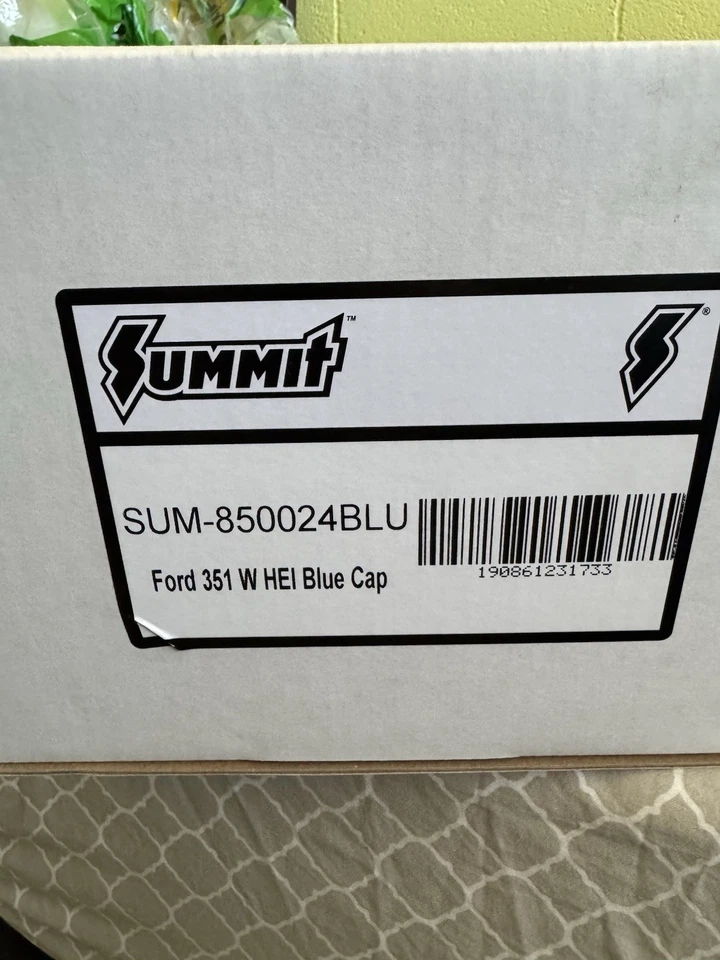 SUMMIT™
®
SUM-850024BLU
190861231733
Ford 351 W HEI Blue Cap